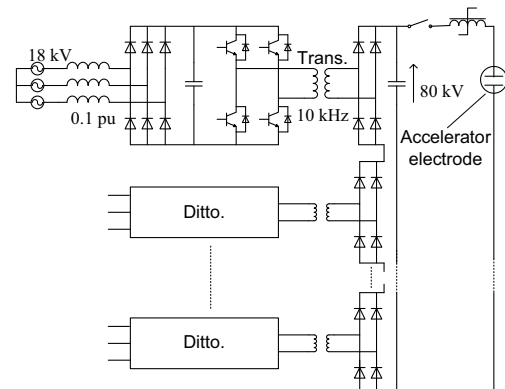 18 kV
Trans.
0.1 pu
10 kHz
80 kV
Accelerator
electrode
Ditto.
Ditto.